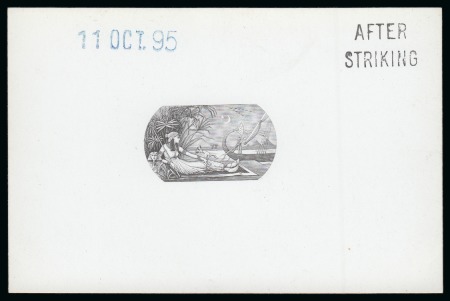 11 OCT. 95
AFTER
STRIKING